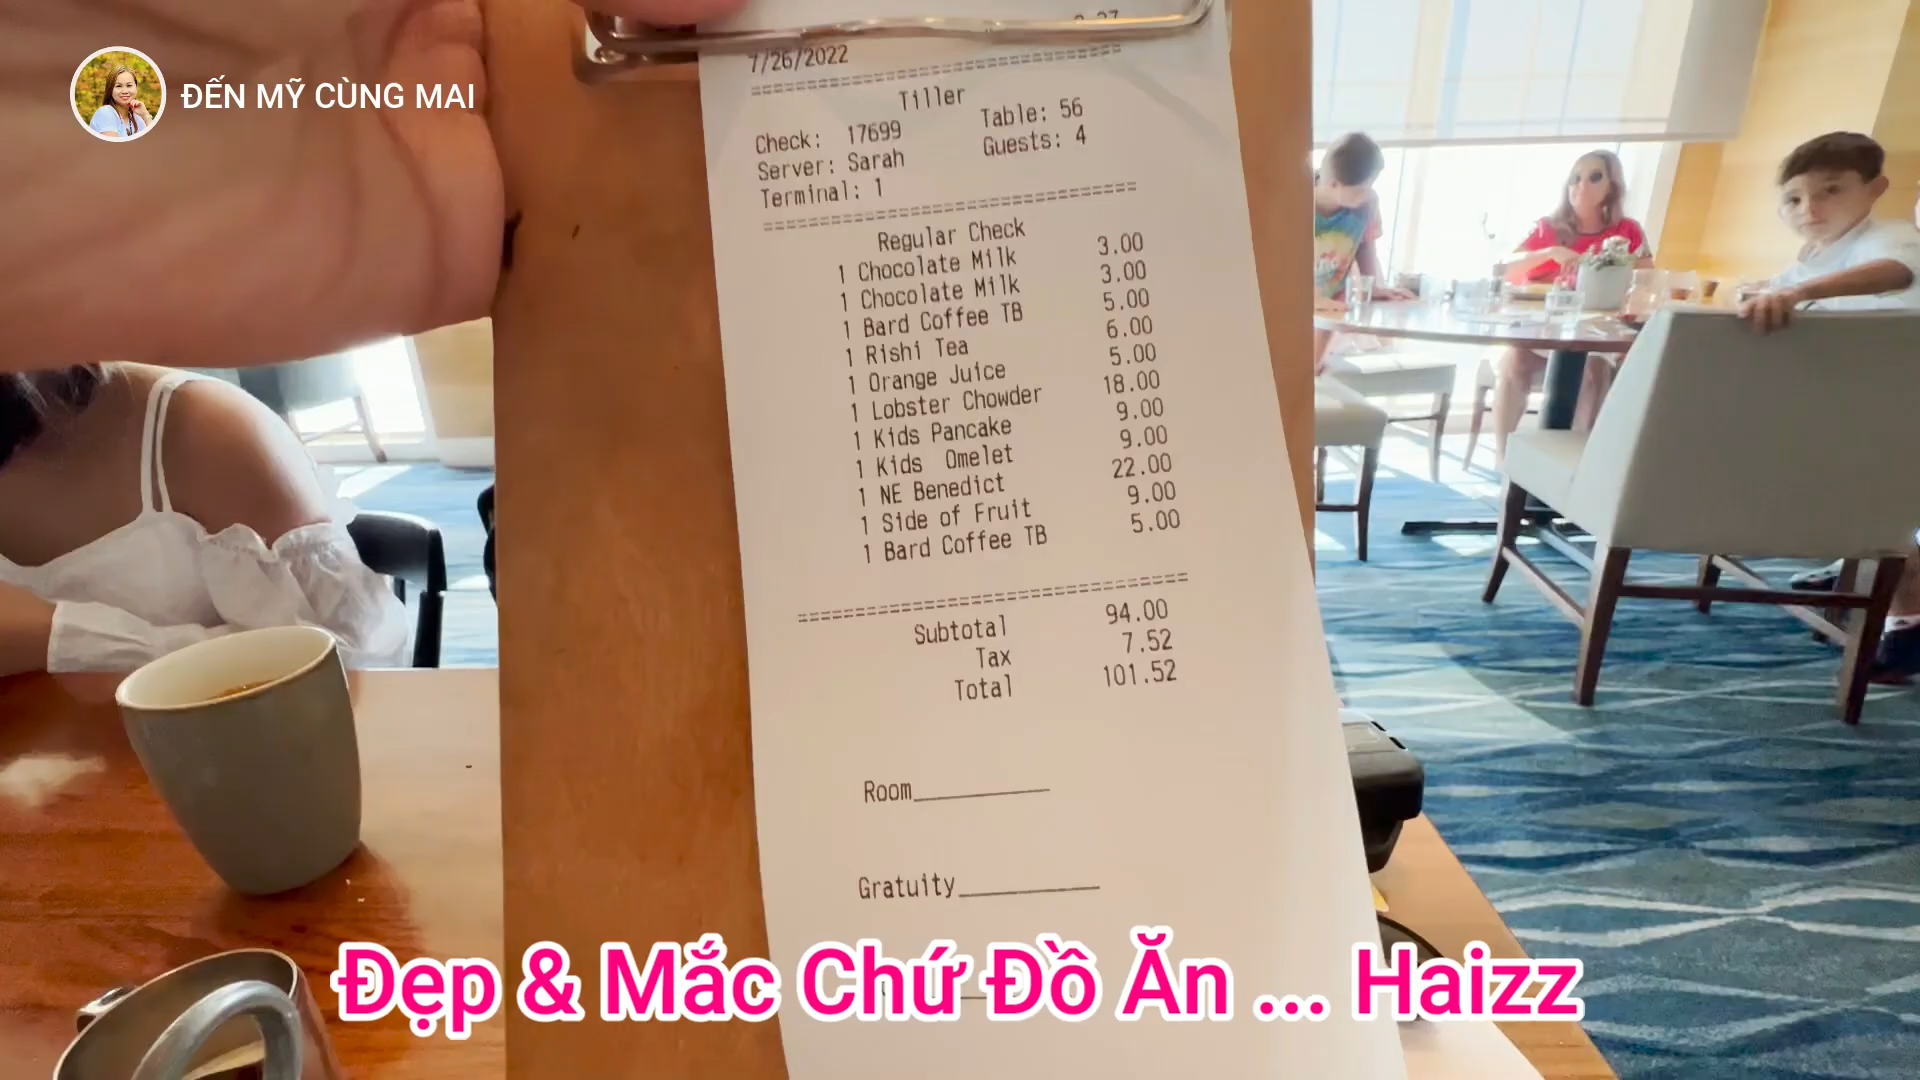 ĐẾN MỸ CÙNG MAI
7/26/2022
Tiller
Check: 17699 Table: 56
Server: Sarah Guests: 4
Terminal: 1
Regular Check
1 Chocolate Milk 3.00
1 Chocolate Milk 3.00
1 Bard Coffee TB 5.00
1 Rishi Tea 6.00
1 Orange Juice 5.00
1 Lobster Chowder 18.00
1 Kids Pancake 9.00
1 Kids Omelet 9.00
1 NE Benedict 22.00
1 Side of Fruit 9.00
1 Bard Coffee TB 5.00
Subtotal 94.00
Tax 7.52
Total 101.52
Room
Gratuity
Đẹp & Mắc Chứ Đồ Ăn ... Haizz